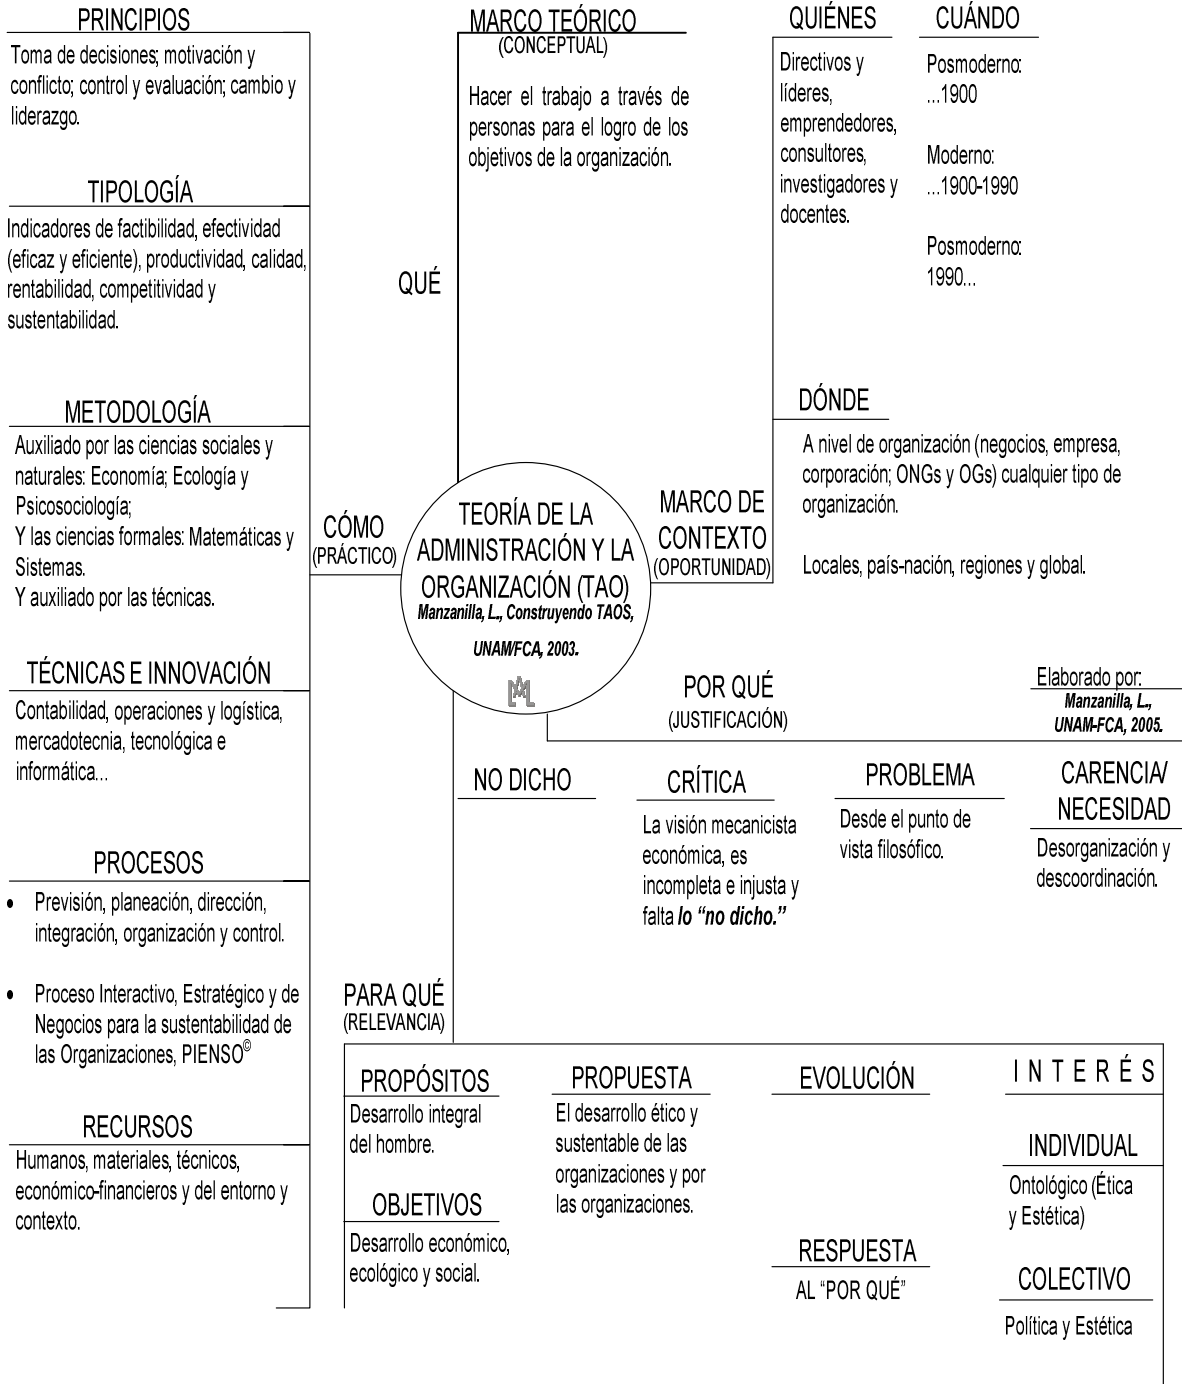 PRINCIPIOS
Toma de decisiones; motivación y
conflicto; control y evaluación; cambio y
liderazgo.
TIPOLOGÍA
Indicadores de factibilidad, efectividad
(eficaz y eficiente), productividad, calidad,
rentabilidad, competitividad y
sustentabilidad.
METODOLOGÍA
Auxiliado por las ciencias sociales y
naturales: Economía; Ecología y
Psicosociología;
Y las ciencias formales: Matemáticas y
Sistemas.
Y auxiliado por las técnicas.
TÉCNICAS E INNOVACIÓN
Contabilidad, operaciones y logística,
mercadotecnia, tecnológica e
informática...
PROCESOS
• Previsión, planeación, dirección,
integración, organización y control.
• Proceso Interactivo, Estratégico y de
Negocios para la sustentabilidad de
las Organizaciones, PIENSO©
RECURSOS
Humanos, materiales, técnicos,
económico-financieros y del entorno y
contexto.
CÓMO
(PRÁCTICO)
QUÉ
MARCO TEÓRICO
(CONCEPTUAL)
Hacer el trabajo a través de
personas para el logro de los
objetivos de la organización.
TEORÍA DE LA
ADMINISTRACIÓN Y LA
ORGANIZACIÓN (TAO)
Manzanilla, L., Construyendo TAOS,
UNAM/FCA, 2003.
MARCO DE
CONTEXTO
(OPORTUNIDAD)
QUIÉNES
Directivos y
líderes,
emprendedores,
consultores,
investigadores y
docentes.
CUÁNDO
Posmoderno:
...1900
Moderno:
...1900-1990
Posmoderno:
1990...
DÓNDE
A nivel de organización (negocios, empresa,
corporación; ONGs y OGs) cualquier tipo de
organización.
Locales, país-nación, regiones y global.
POR QUÉ
(JUSTIFICACIÓN)
Elaborado por:
Manzanilla, L.,
UNAM-FCA, 2005.
NO DICHO
CRÍTICA
La visión mecanicista
económica, es
incompleta e injusta y
falta lo “no dicho.”
PROBLEMA
Desde el punto de
vista filosófico.
CARENCIA/
NECESIDAD
Desorganización y
descoordinación.
PARA QUÉ
(RELEVANCIA)
PROPÓSITOS
Desarrollo integral
del hombre.
OBJETIVOS
Desarrollo económico,
ecológico y social.
PROPUESTA
El desarrollo ético y
sustentable de las
organizaciones y por
las organizaciones.
EVOLUCIÓN
RESPUESTA
AL “POR QUÉ”
INTERÉS
INDIVIDUAL
Ontológico (Ética
y Estética)
COLECTIVO
Política y Estética